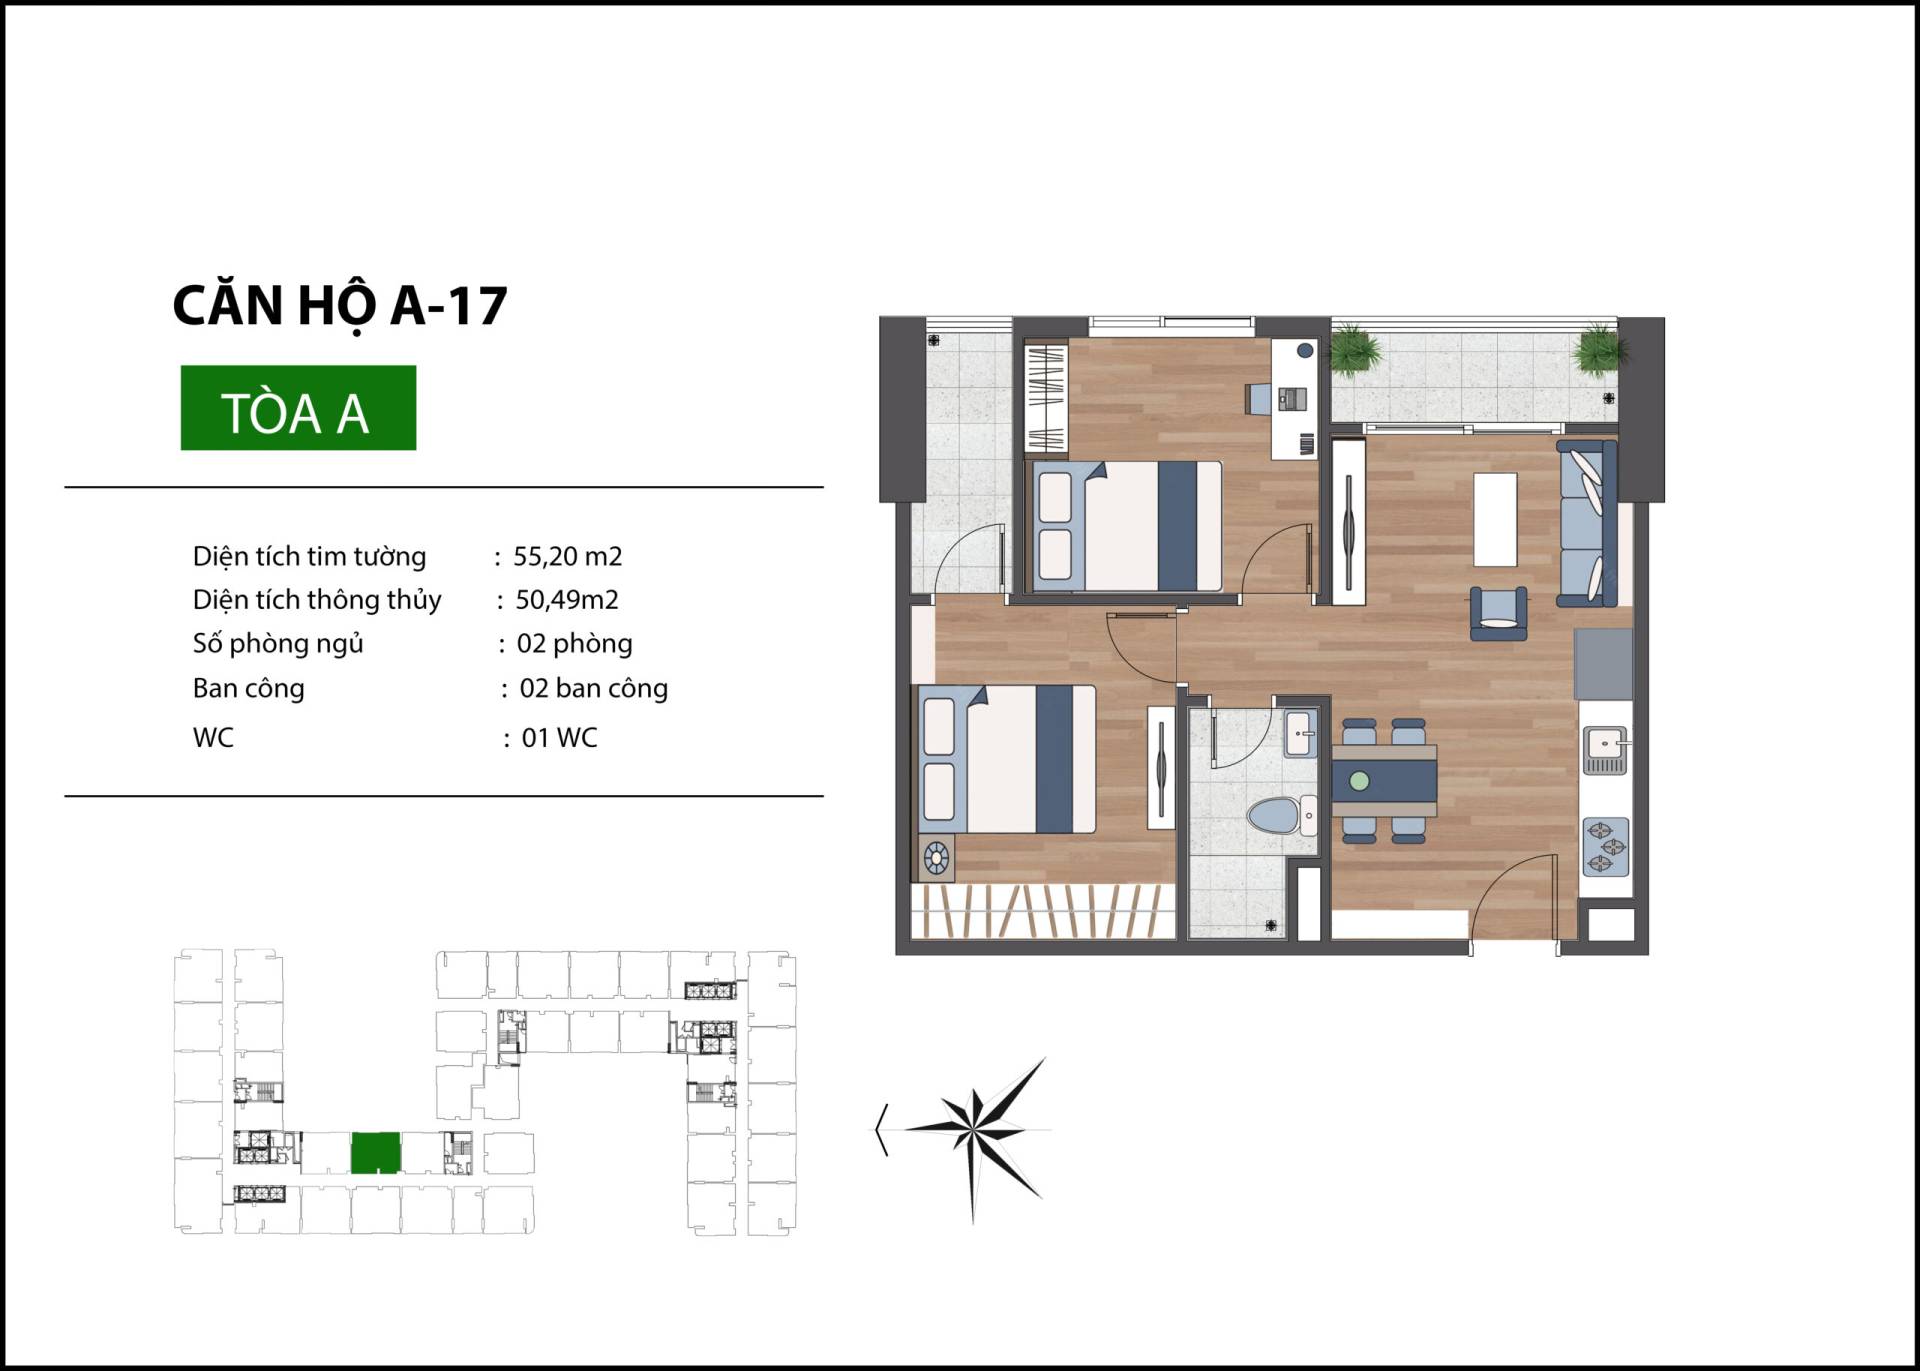 CĂN HỘ A-17
TÒA A
Diện tích tim tường : 55,20 m2
Diện tích thông thủy : 50,49m2
Số phòng ngủ : 02 phòng
Ban công : 02 ban công
WC : 01 WC